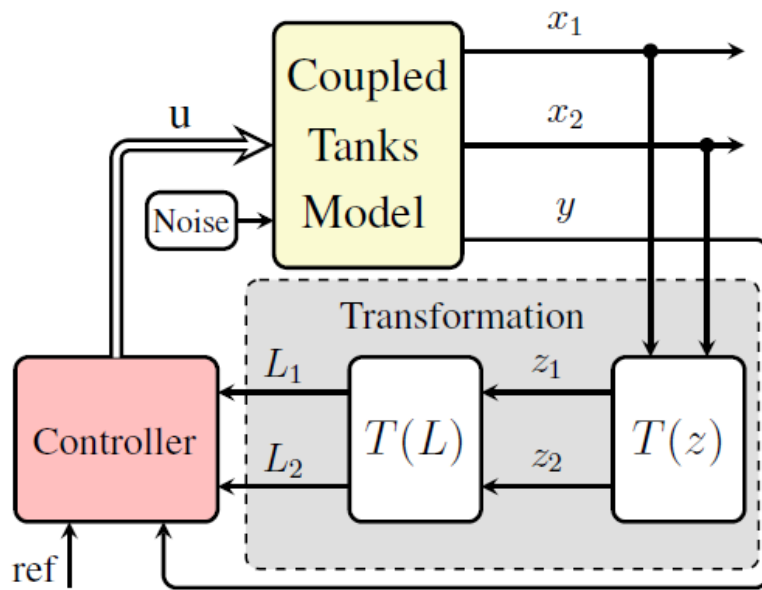 x₁
Coupled
Tanks
Model
x₂
u
Noise
y
Transformation
L₁
z₁
Controller
T(L)
T(z)
L₂
z₂
ref